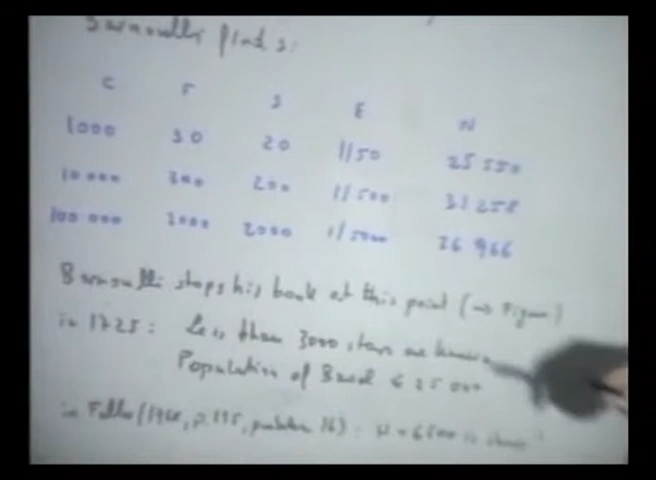 Bernoulli finds:
c r s ε N
1000 30 20 1/50 25 550
10 000 300 200 1/500 31 258
100 000 3000 2000 1/5000 36 966
Bernoulli stops his book at this point (→ Figure)
in 1725: Less than 3000 stars are known
Population of Basel < 25 000
in Feller (1968, p. 195, problem 16): N = 6500 is